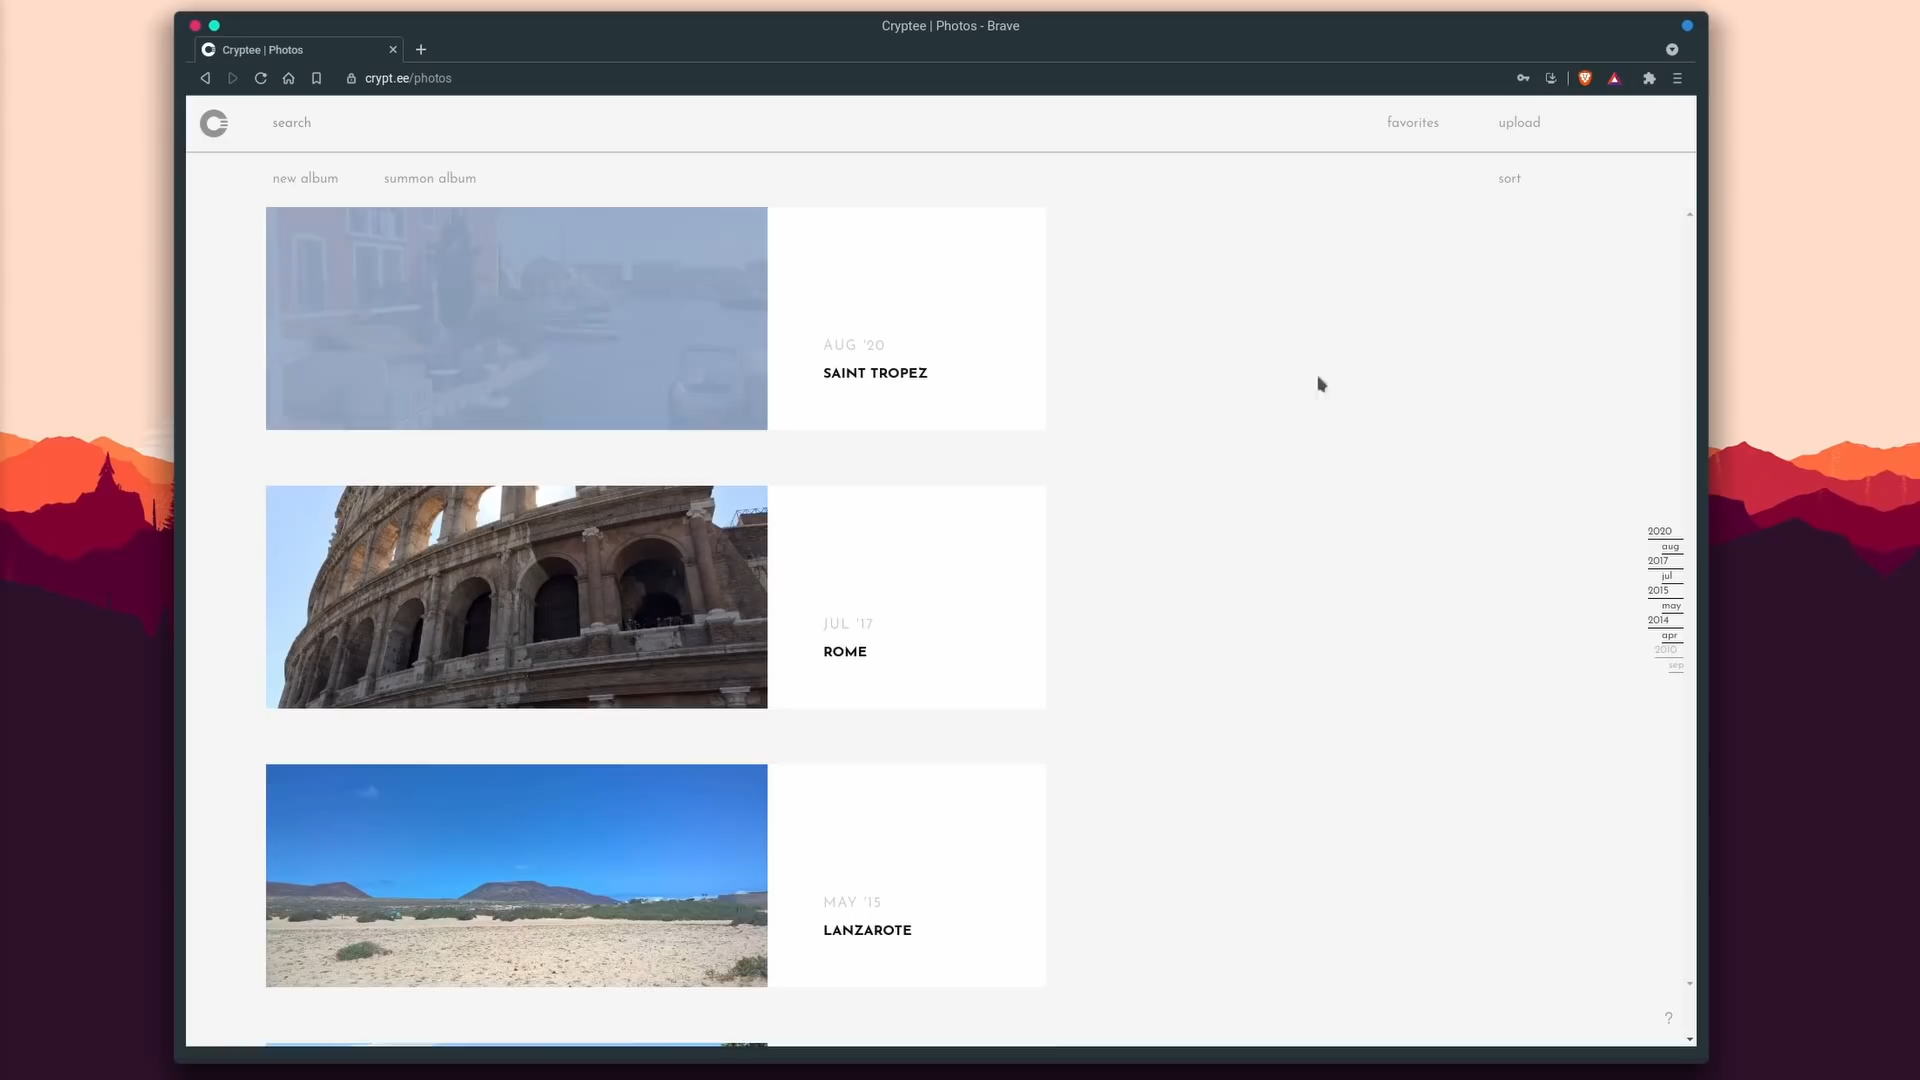 Cryptee | Photos - Brave
Cryptee | Photos
crypt.ee/photos
search
favorites
upload
new album
summon album
sort
AUG '20
SAINT TROPEZ
JUL '17
ROME
MAY '15
LANZAROTE
2020
aug
2017
jul
2015
may
2014
apr
2010
sep
?